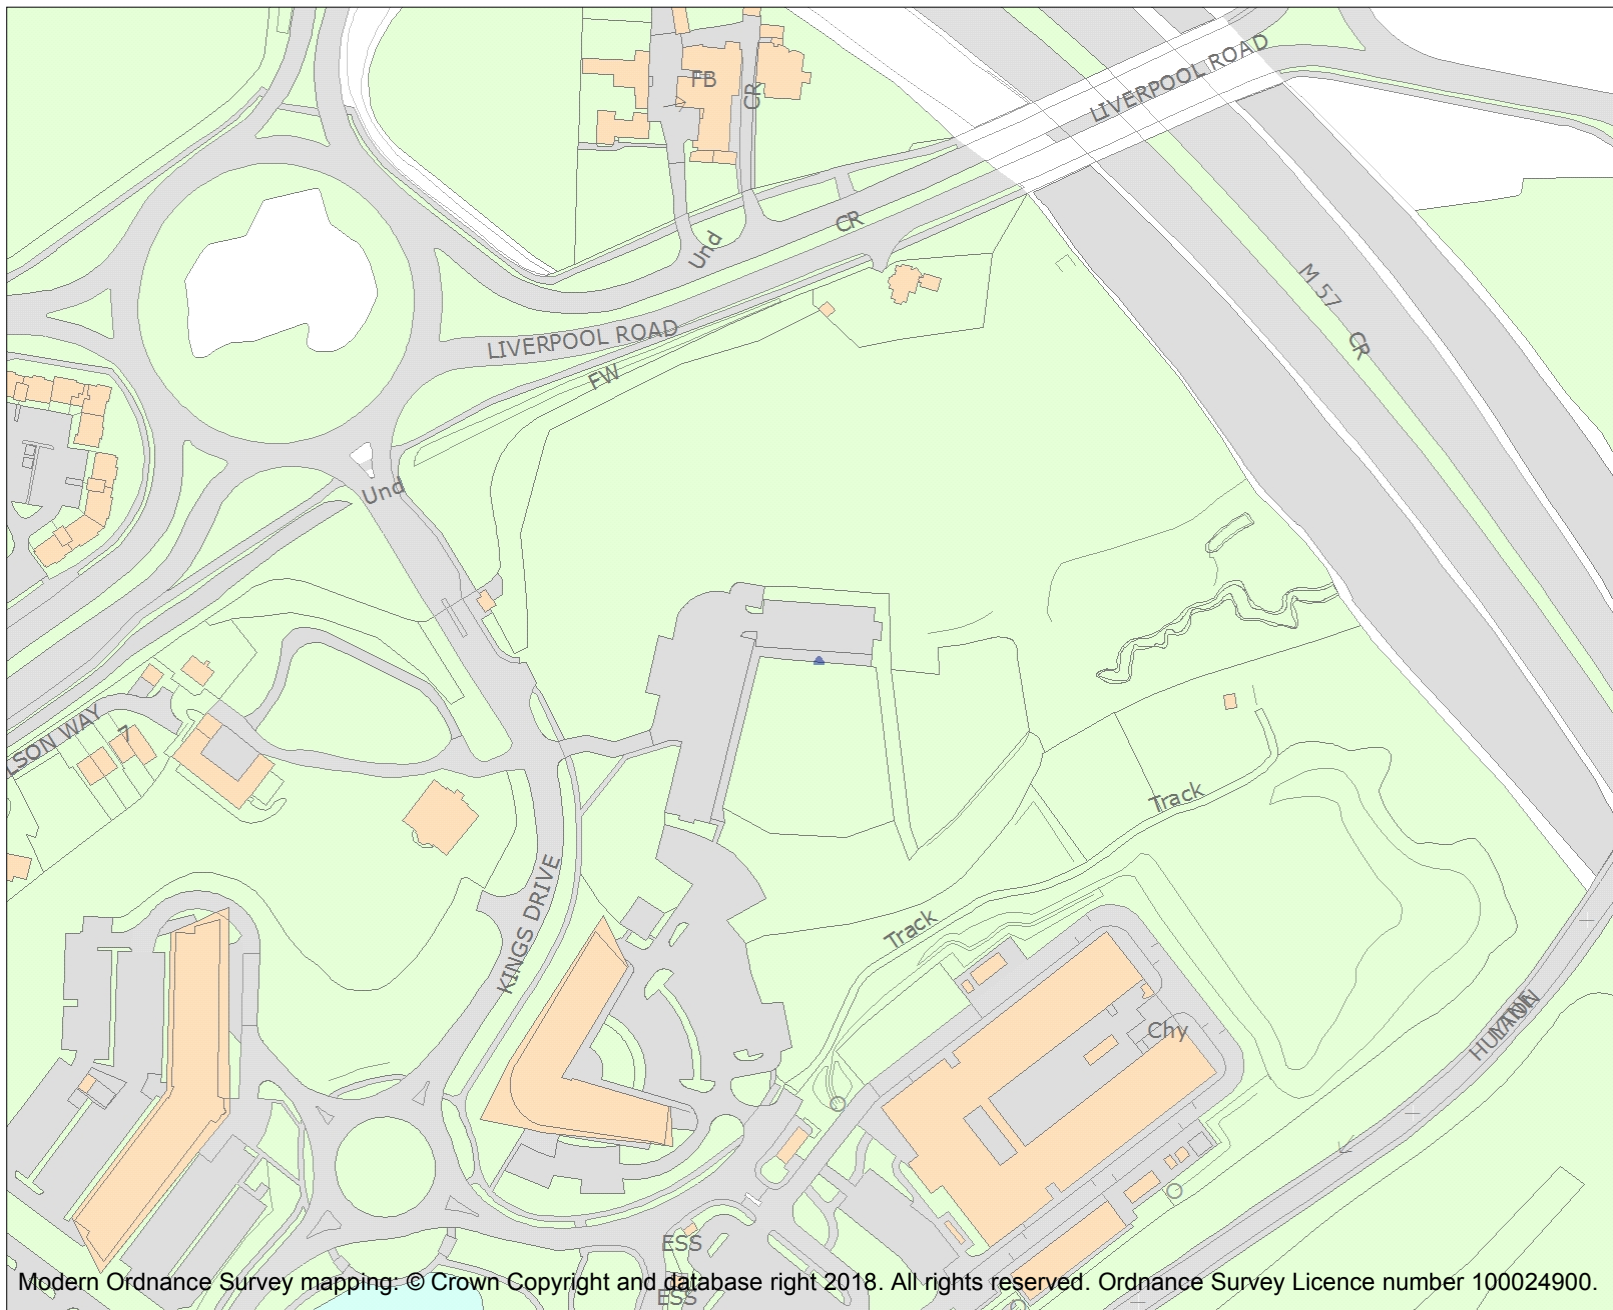 LIVERPOOL ROAD
FB
CR
CR
Und
M 57
CR
LIVERPOOL ROAD
FW
Und
LSON WAY
7
Track
KINGS DRIVE
Track
Chy
HUYTON
LANE
ESS
Modern Ordnance Survey mapping: © Crown Copyright and database right 2018. All rights reserved. Ordnance Survey Licence number 100024900.
ESS